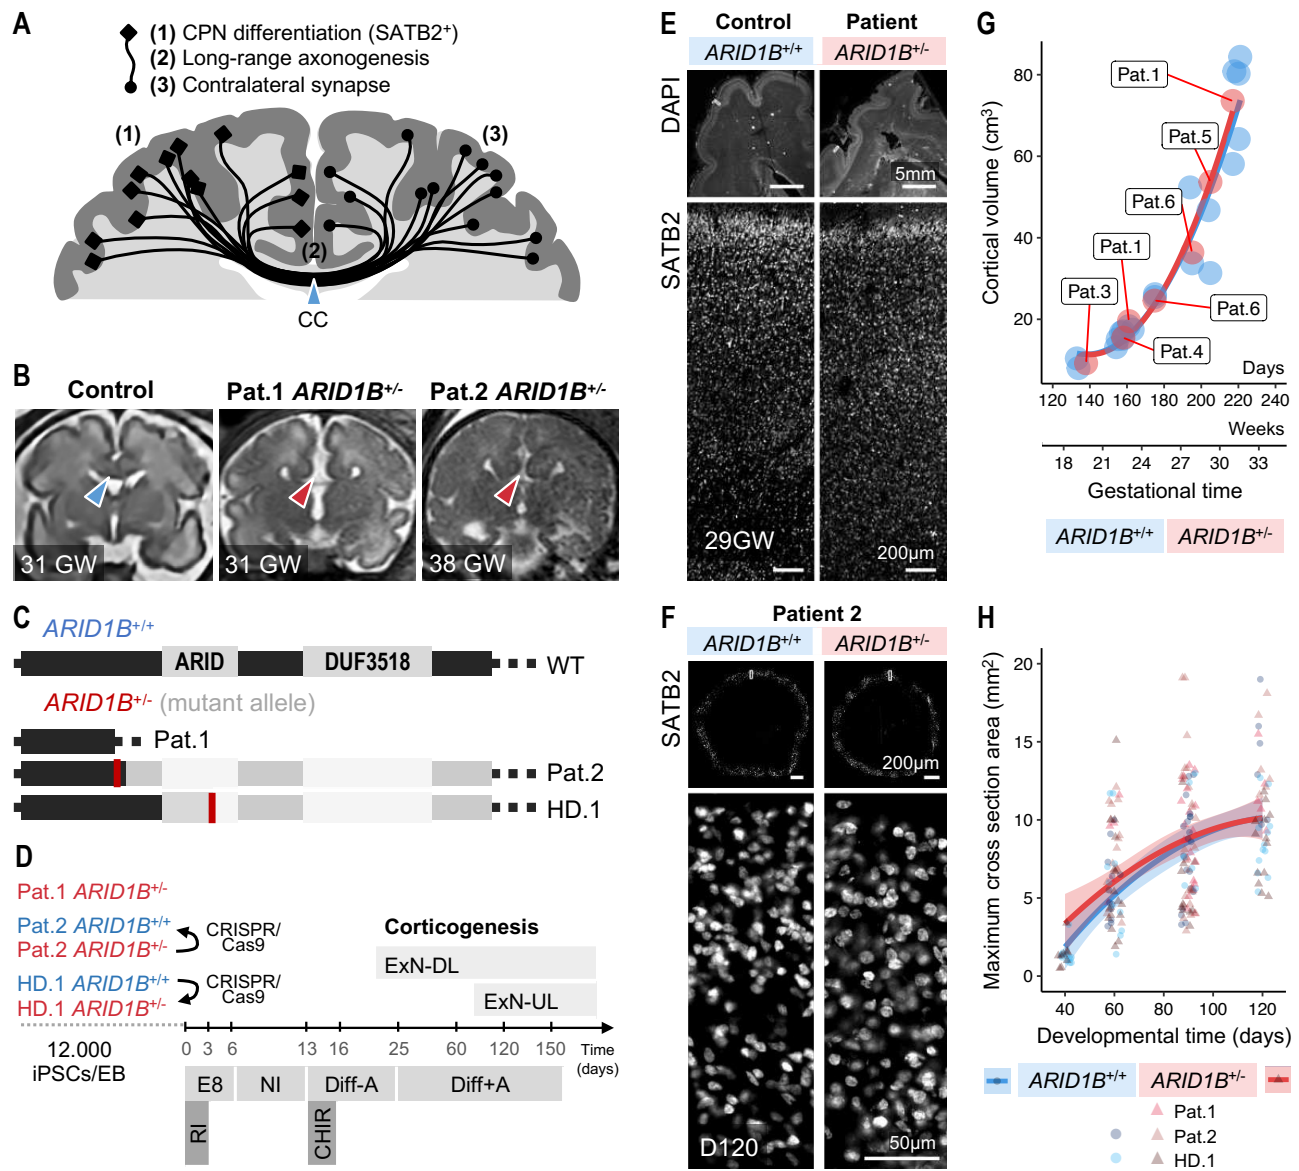 A
(1) CPN differentiation (SATB2+)
(2) Long-range axonogenesis
(3) Contralateral synapse
(1)
(3)
(2)
CC
B
Control
Pat.1 ARID1B+/-
Pat.2 ARID1B+/-
31 GW
31 GW
38 GW
C
ARID1B+/+
ARID
DUF3518
WT
ARID1B+/- (mutant allele)
Pat.1
Pat.2
HD.1
D
Pat.1 ARID1B+/-
Pat.2 ARID1B+/+
Pat.2 ARID1B+/-
CRISPR/
Cas9
HD.1 ARID1B+/+
HD.1 ARID1B+/-
CRISPR/
Cas9
Corticogenesis
ExN-DL
ExN-UL
12.000
iPSCs/EB
0 3 6 13 16 25 60 120 150
Time
(days)
E8
NI
Diff-A
Diff+A
RI
CHIR
E
Control
Patient
ARID1B+/+
ARID1B+/-
DAPI
5mm
SATB2
29GW
200µm
F
Patient 2
ARID1B+/+
ARID1B+/-
SATB2
200µm
D120
50µm
G
Cortical volume (cm3)
80
60
40
20
Pat.1
Pat.5
Pat.6
Pat.1
Pat.3
Pat.6
Pat.4
Days
120 140 160 180 200 220 240
Weeks
18 21 24 27 30 33
Gestational time
ARID1B+/+
ARID1B+/-
H
Maximum cross section area (mm2)
20
15
10
5
0
40 60 80 100 120
Developmental time (days)
ARID1B+/+
ARID1B+/-
Pat.1
Pat.2
HD.1